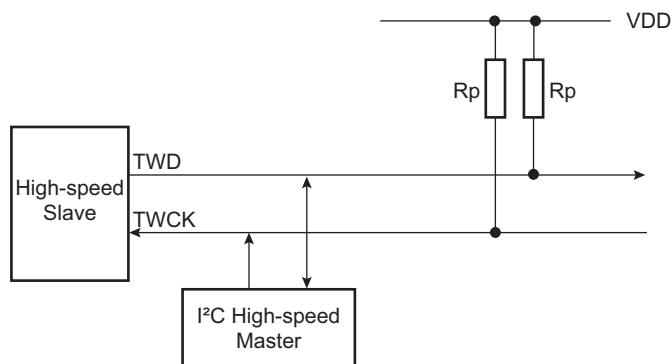 VDD
Rp
Rp
High-speed
Slave
TWD
TWCK
I²C High-speed
Master